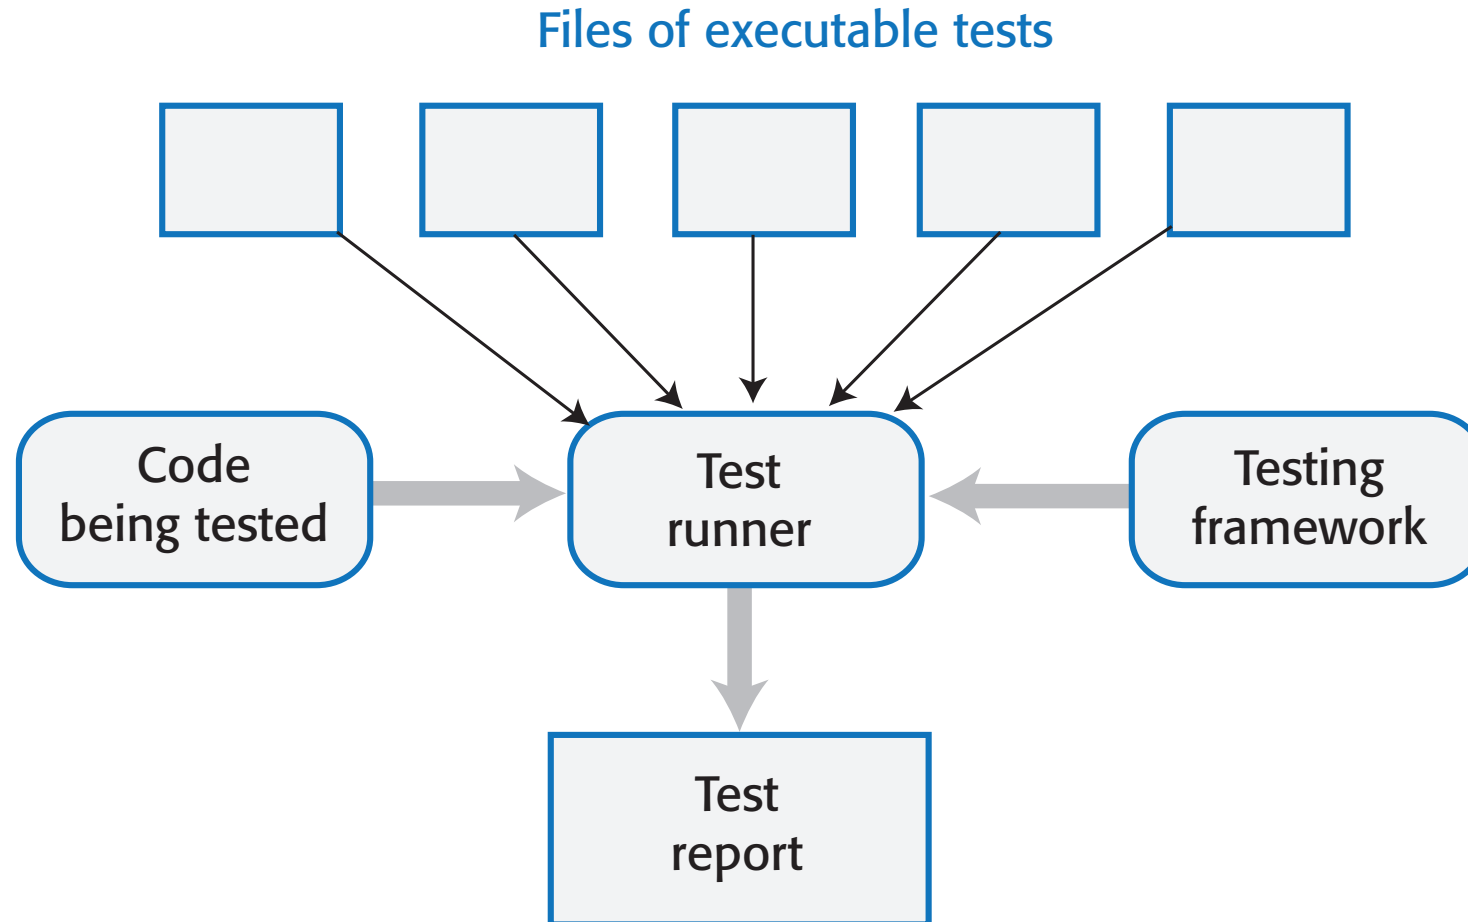 Files of executable tests
Code
being tested
Test
runner
Testing
framework
Test
report